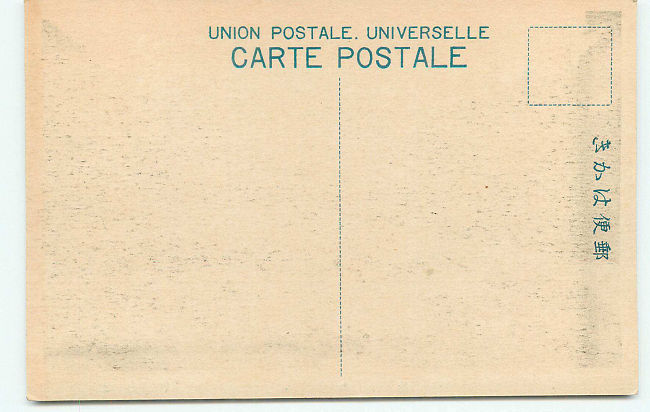 UNION POSTALE. UNIVERSELLE
CARTE POSTALE
郵便はかき